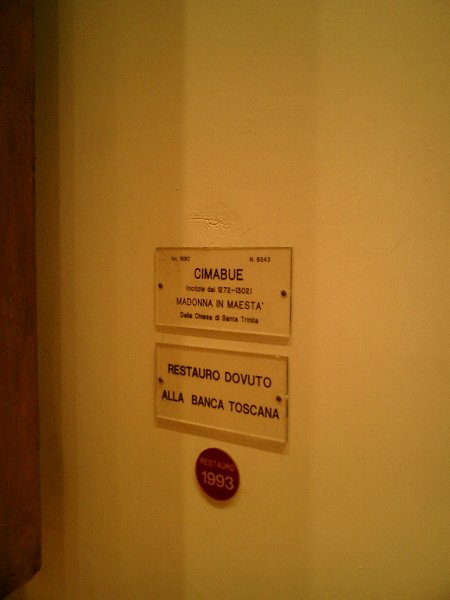 Inv. 1890 N. 8343
CIMABUE
(notizie dal 1272-1302)
MADONNA IN MAESTA'
Dalla Chiesa di Santa Trinita
RESTAURO DOVUTO
ALLA BANCA TOSCANA
RESTAURO
1993